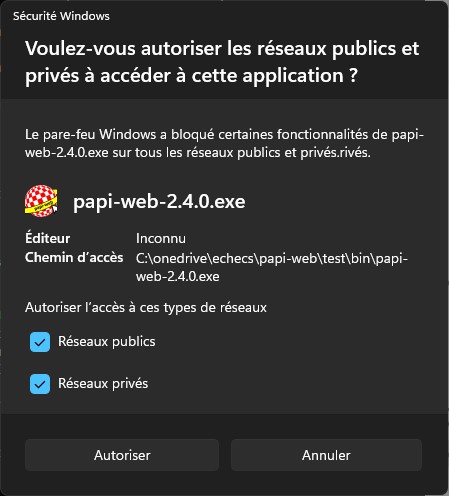 Sécurité Windows
Voulez-vous autoriser les réseaux publics et
privés à accéder à cette application ?
Le pare-feu Windows a bloqué certaines fonctionnalités de papi-
web-2.4.0.exe sur tous les réseaux publics et privés.rivés.
papi-web-2.4.0.exe
Éditeur Inconnu
Chemin d'accès C:\onedrive\echecs\papi-web\test\bin\papi-
web-2.4.0.exe
Autoriser l'accès à ces types de réseaux
Réseaux publics
Réseaux privés
Autoriser Annuler